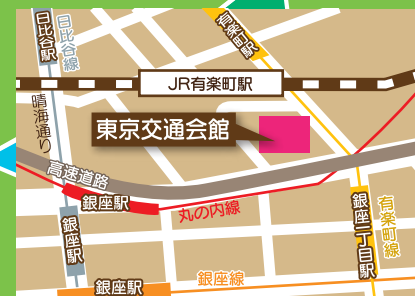 日比谷駅
日比谷線
有楽町駅
JR有楽町駅
晴海通り
東京交通会館
高速道路
銀座駅
丸の内線
銀座駅
銀座一丁目駅
有楽町線
銀座駅
銀座線